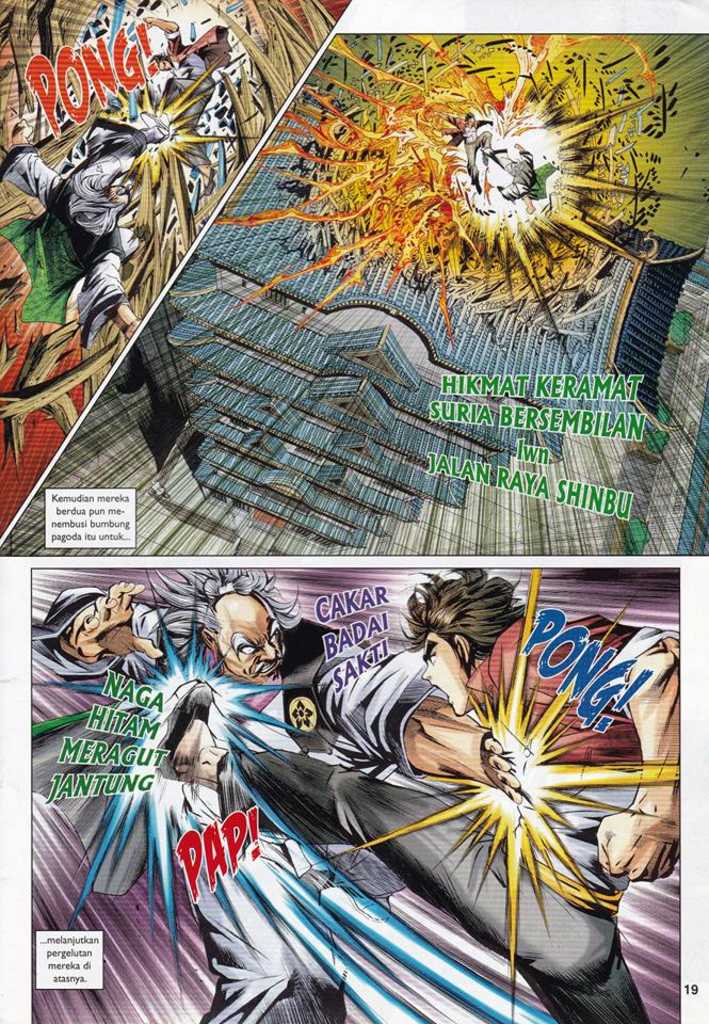 PONG!
HIKMAT KERAMAT
SURIA BERSEMBILAN
lwn
JALAN RAYA SHINBU
Kemudian mereka
berdua pun me-
nembusi bumbung
pagoda itu untuk...
CAKAR
BADAI
SAKTI
PONG!
NAGA
HITAM
MERAGUT
JANTUNG
PAP!
...melanjutkan
pergelutan
mereka di
atasnya.
19